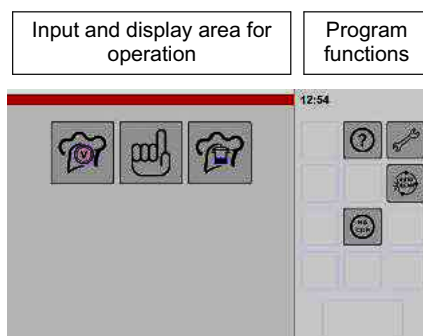 Input and display area for
operation
Program
functions
12:54
V
?